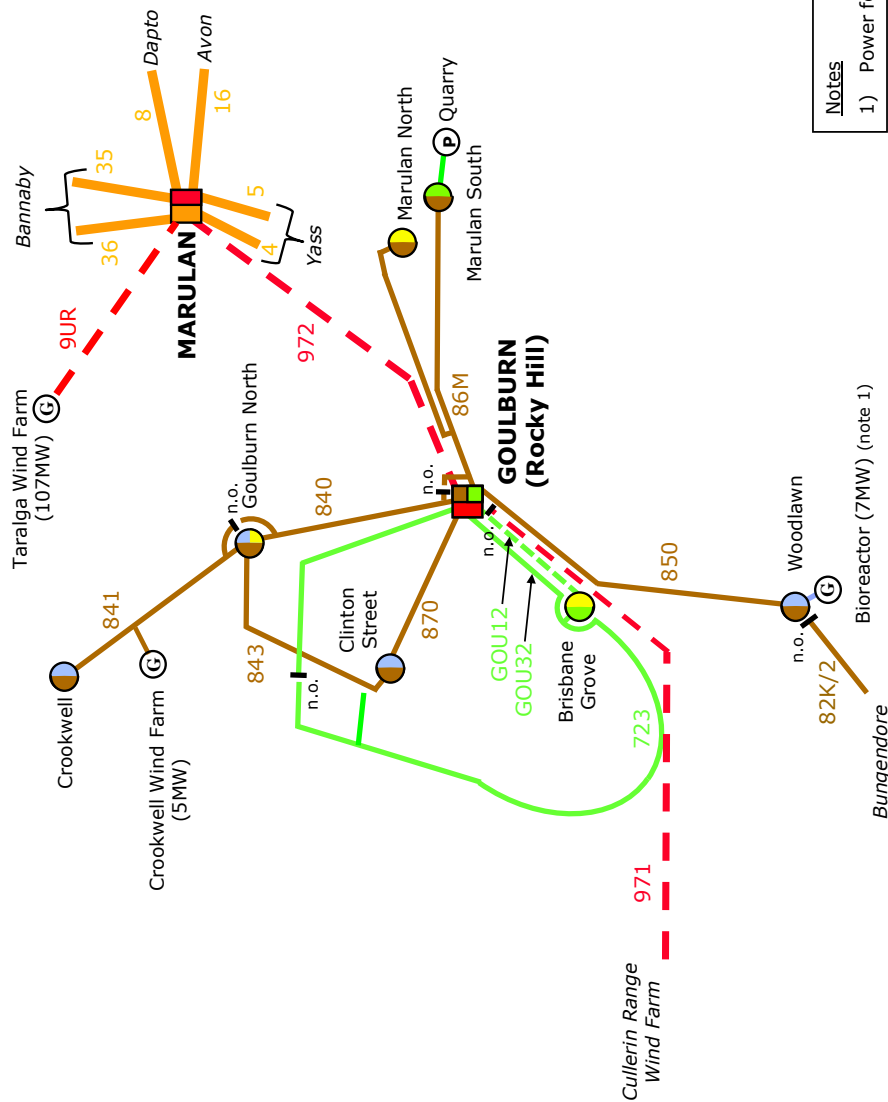 Dapto
Avon
8
16
35
36
Bannaby
5
4
Yass
MARULAN
9UR
972
Taralga Wind Farm
(107MW)
G
Marulan North
P
Quarry
Marulan South
86M
GOULBURN
(Rocky Hill)
n.o.
n.o.
Goulburn North
n.o.
840
841
Crookwell
G
Crookwell Wind Farm
(5MW)
843
n.o.
Clinton
Street
870
GOU12
GOU32
Brisbane
Grove
723
850
Woodlawn
G
Bioreactor (7MW) (note 1)
n.o.
82K/2
Bungendore
971
Cullerin Range
Wind Farm
Notes
1) Power fo